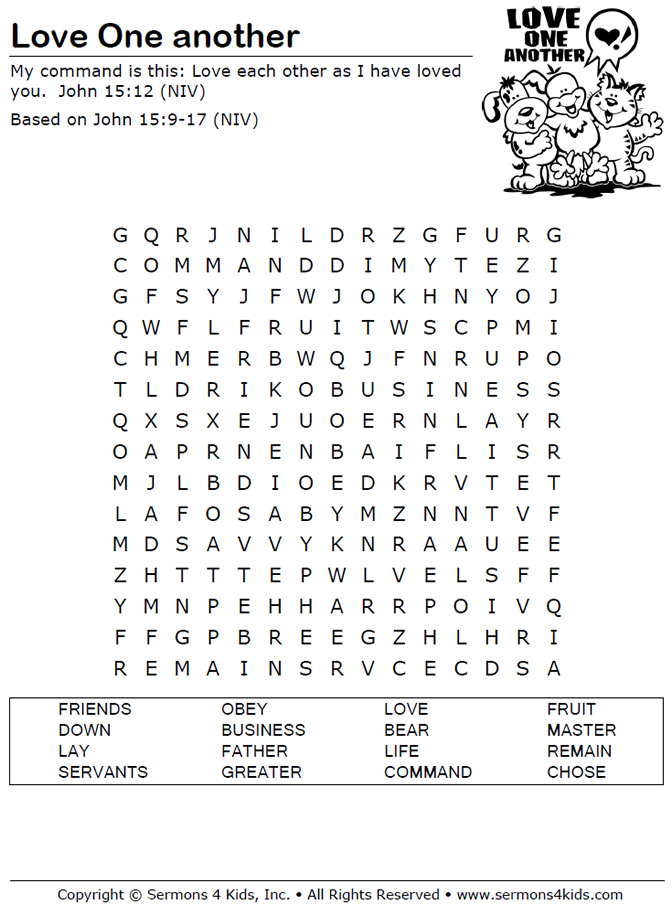 Love One another
My command is this: Love each other as I have loved
you. John 15:12 (NIV)
Based on John 15:9-17 (NIV)
LOVE
ONE
ANOTHER
G Q R J N I L D R Z G F U R G
C O M M A N D D I M Y T E Z I
G F S Y J F W J O K H N Y O J
Q W F L F R U I T W S C P M I
C H M E R B W Q J F N R U P O
T L D R I K O B U S I N E S S
Q X S X E J U O E R N L A Y R
O A P R N E N B A I F L I S R
M J L B D I O E D K R V T E T
L A F O S A B Y M Z N N T V F
M D S A V V Y K N R A A U E E
Z H T T T E P W L V E L S F F
Y M N P E H H A R R P O I V Q
F F G P B R E E G Z H L H R I
R E M A I N S R V C E C D S A
FRIENDS OBEY LOVE FRUIT
DOWN BUSINESS BEAR MASTER
LAY FATHER LIFE REMAIN
SERVANTS GREATER COMMAND CHOSE
Copyright © Sermons 4 Kids, Inc. • All Rights Reserved • www.sermons4kids.com